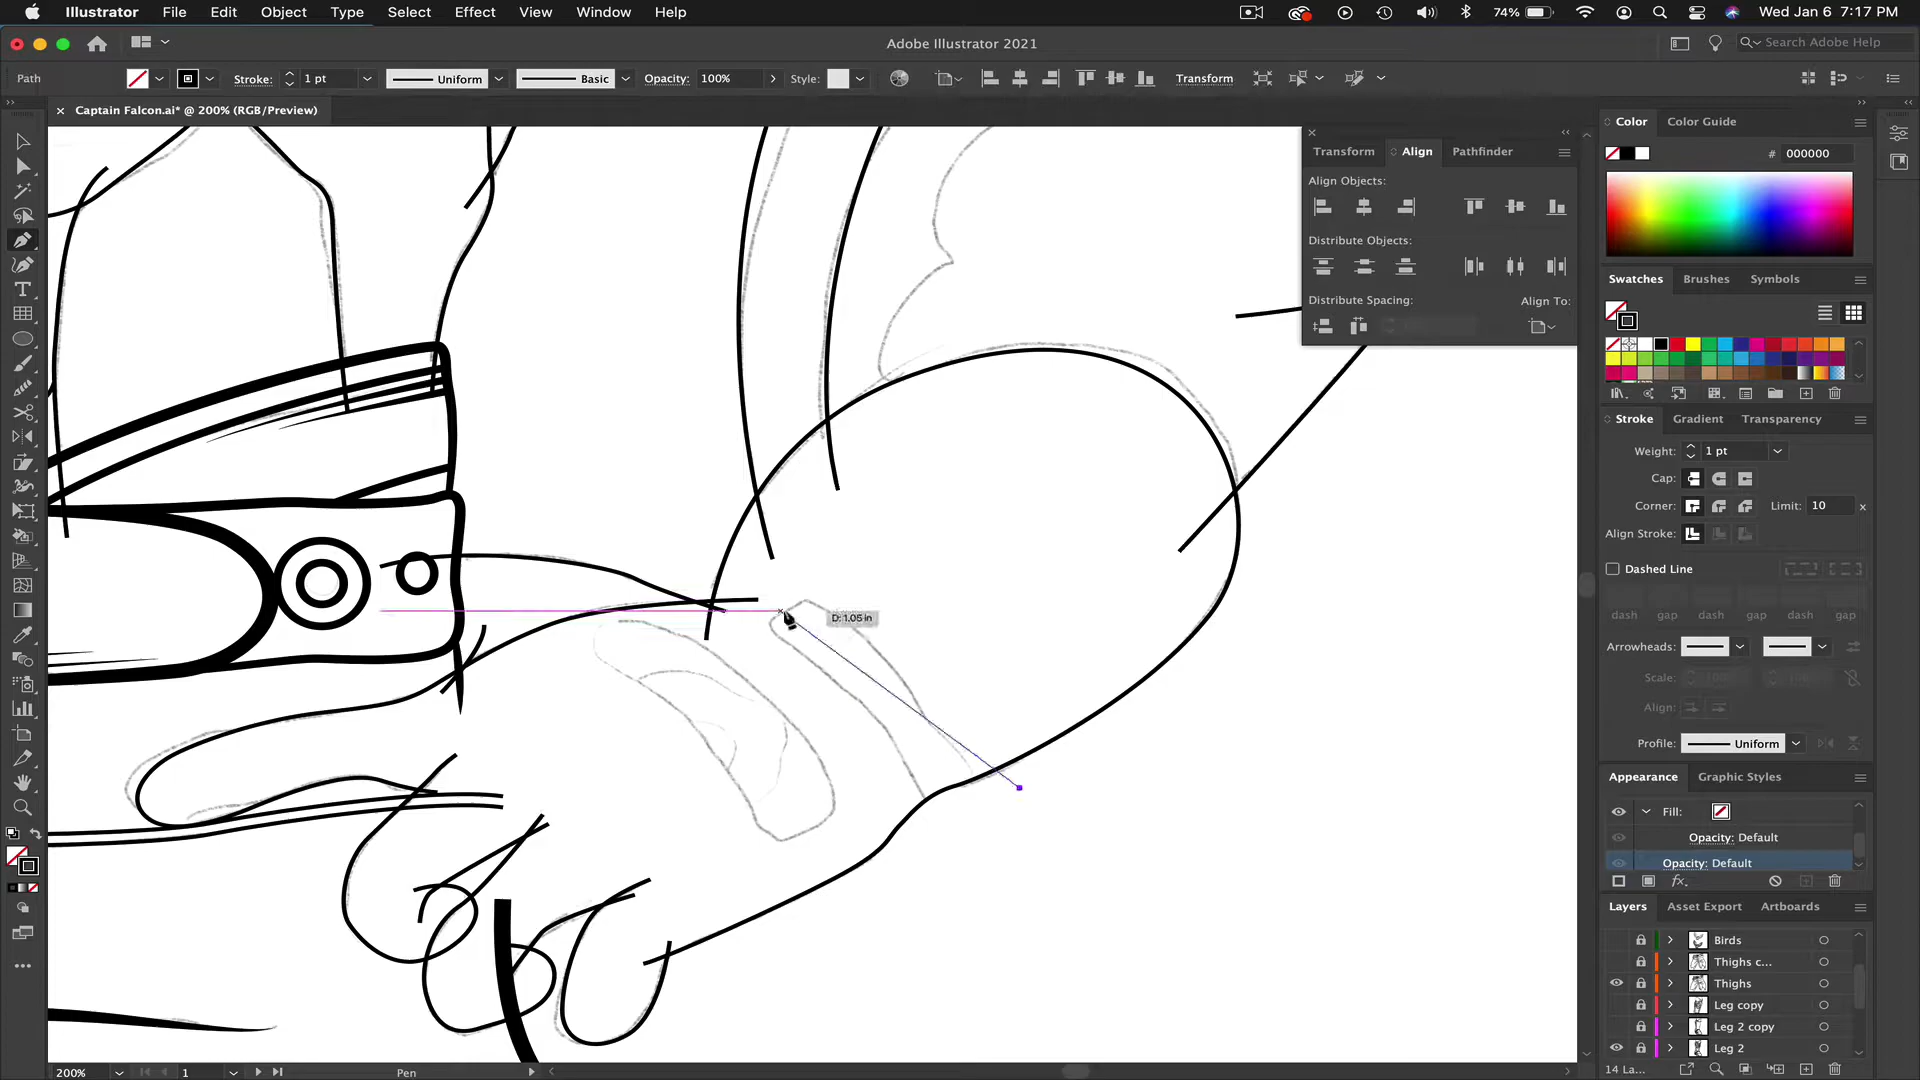 Illustrator File Edit Object Type Select Effect View Window Help 74% Wed Jan 6 7:17 PM
Adobe Illustrator 2021 Search Adobe Help
Path Stroke: 1 pt Uniform Basic Opacity: 100% Style: Transform
Captain Falcon.ai* @ 200% (RGB/Preview)
Transform Align Pathfinder
Align Objects:
Distribute Objects:
Distribute Spacing: Align To:
Color Color Guide
# 000000
Swatches Brushes Symbols
Stroke Gradient Transparency
Weight: 1 pt
Cap:
Corner: Limit: 10 x
Align Stroke:
Dashed Line
dash gap dash gap dash gap
Arrowheads:
Scale:
Align:
Profile: Uniform
D: 1.05 in
Appearance Graphic Styles
Fill:
Opacity: Default
Opacity: Default
fx
Layers Asset Export Artboards
Birds
Thighs c...
Thighs
Leg copy
Leg 2 copy
Leg 2
14 La...
200% 1 Pen